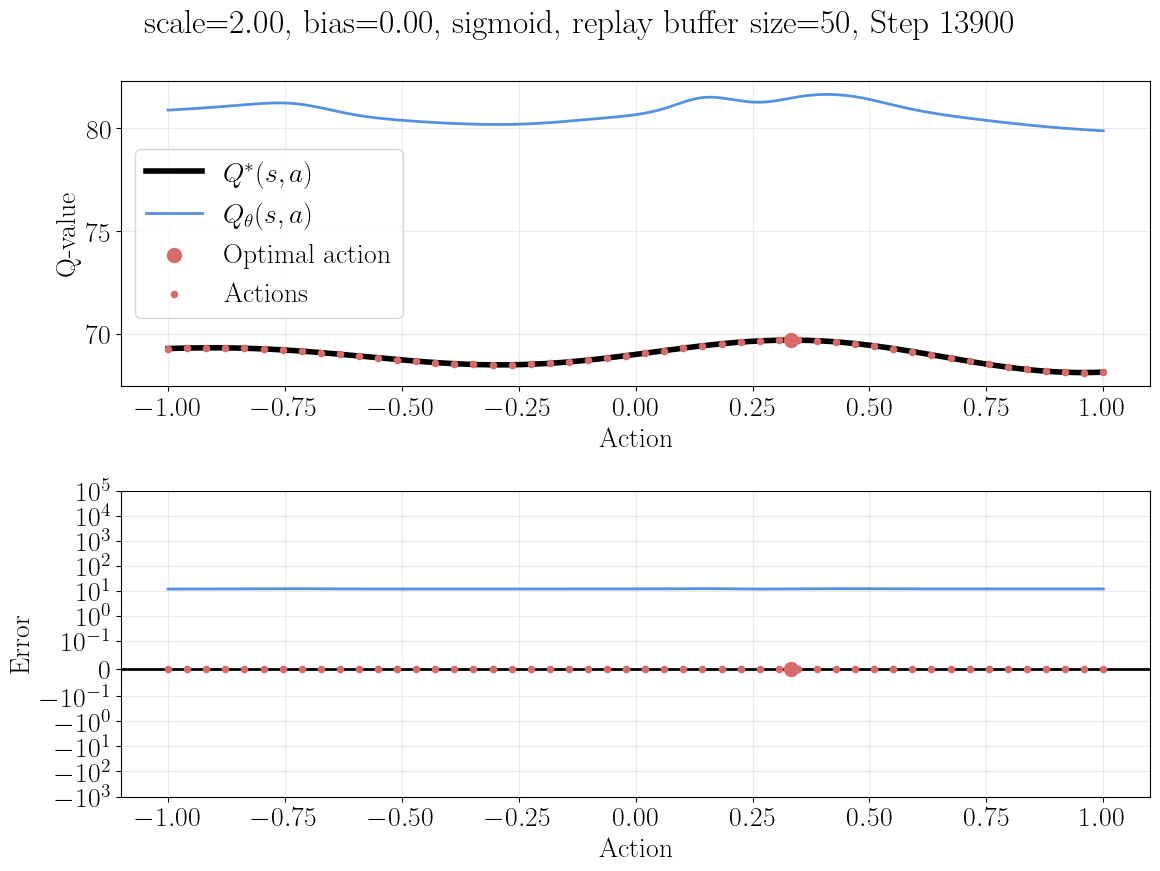 scale=2.00, bias=0.00, sigmoid, replay buffer size=50, Step 13900
80
75
70
Q-value
Q*(s, a)
Q_θ(s, a)
Optimal action
Actions
−1.00 −0.75 −0.50 −0.25 0.00 0.25 0.50 0.75 1.00
Action
10^5
10^4
10^3
10^2
10^1
10^0
10^−1
0
−10^−1
−10^0
−10^1
−10^2
−10^3
Error
−1.00 −0.75 −0.50 −0.25 0.00 0.25 0.50 0.75 1.00
Action